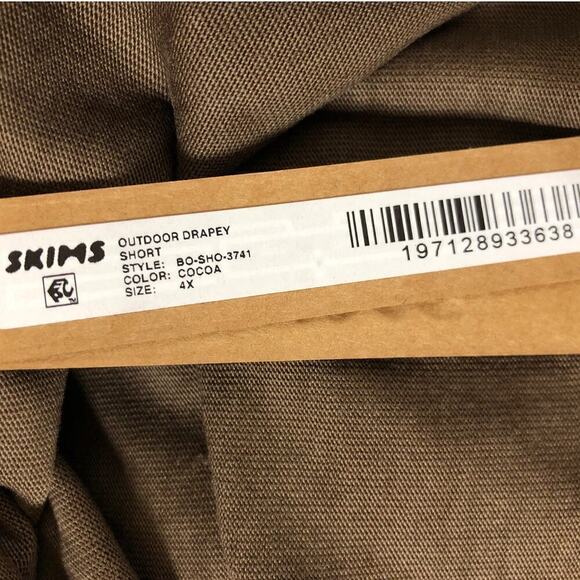 SKIMS
OUTDOOR DRAPEY
SHORT
STYLE: BO-SHO-3741
COLOR: COCOA
SIZE: 4X
197128933638